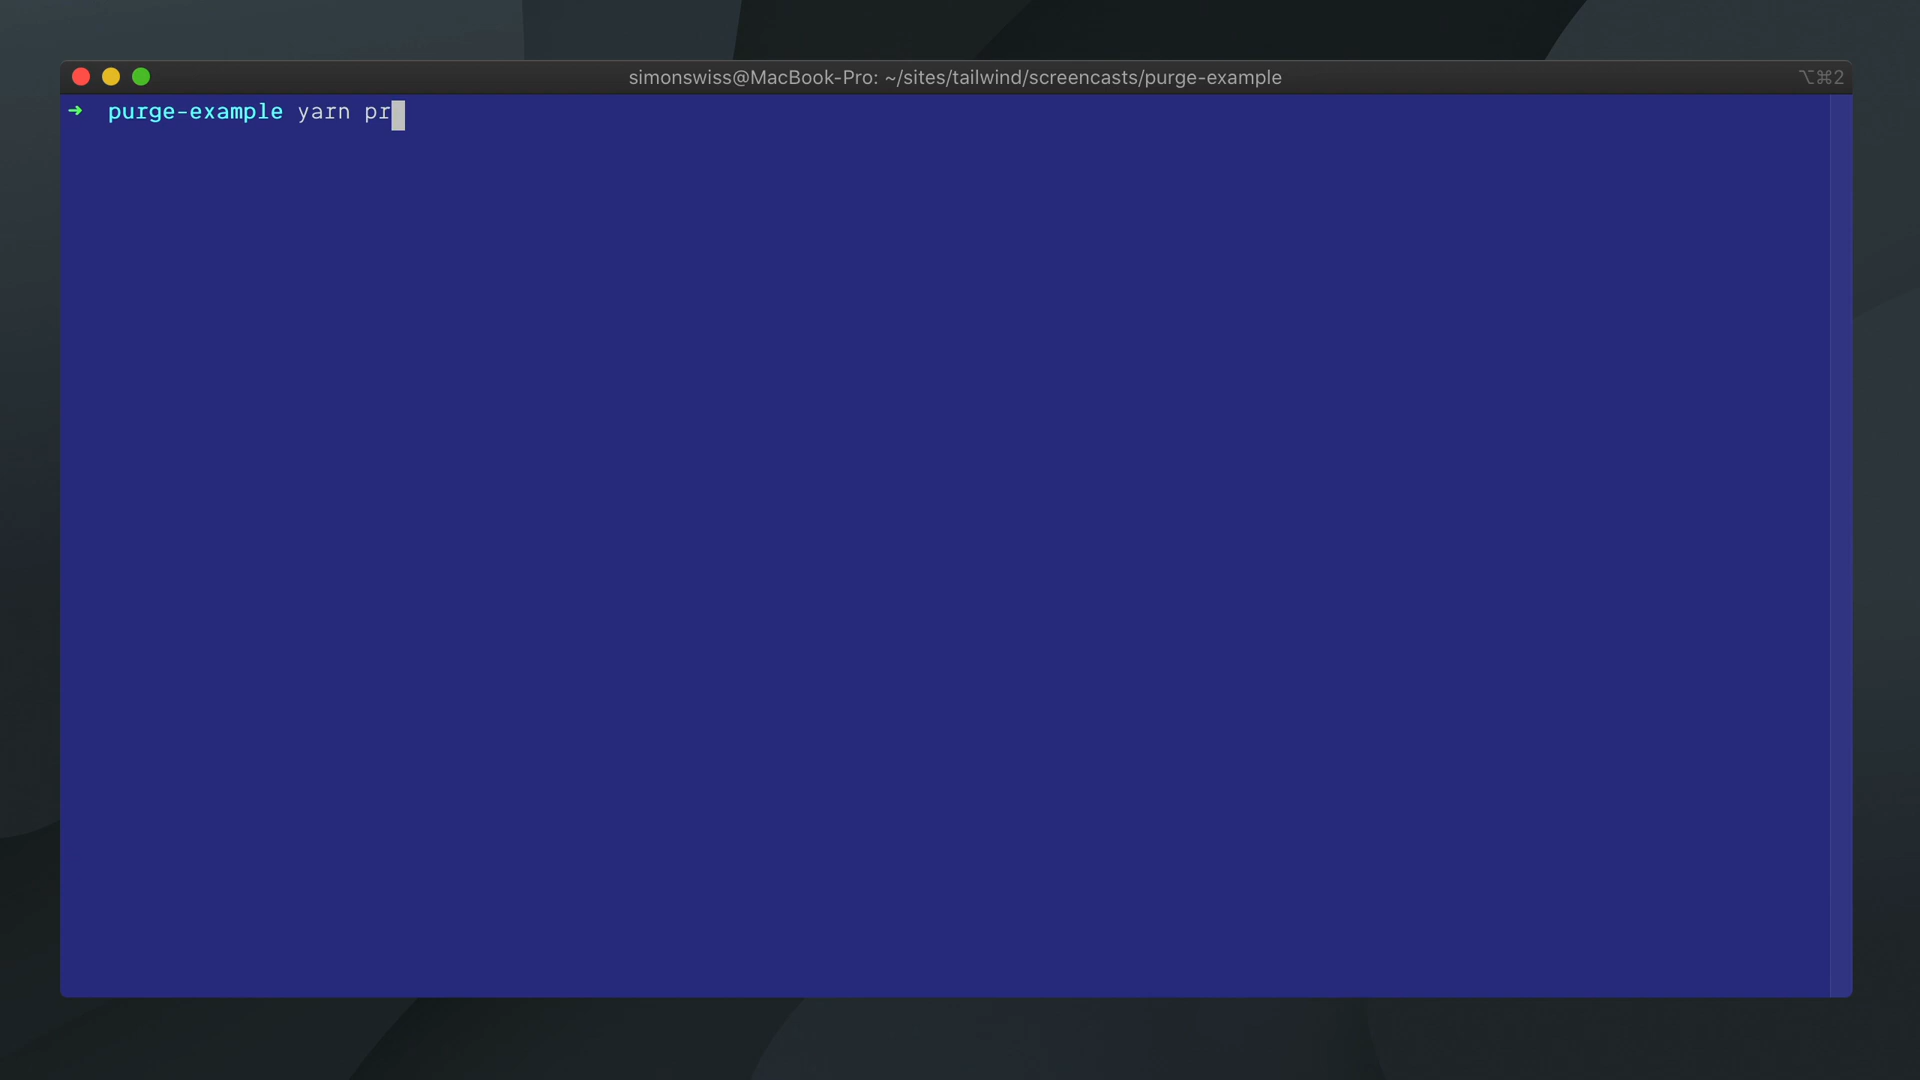 simonswiss@MacBook-Pro: ~/sites/tailwind/screencasts/purge-example
⌥⌘2
➜ purge-example yarn pr